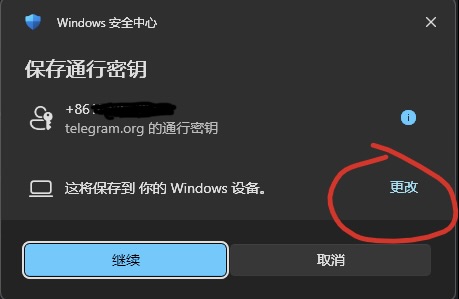 Windows 安全中心
保存通行密钥
+861
telegram.org 的通行密钥
这将保存到 你的 Windows 设备。
更改
继续
取消